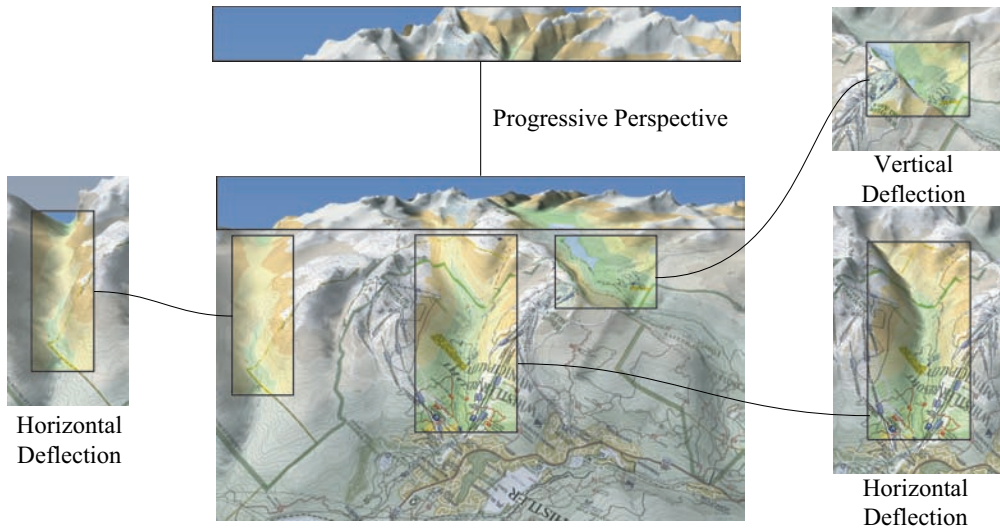 Progressive Perspective
Vertical
Deflection
Horizontal
Deflection
Horizontal
Deflection